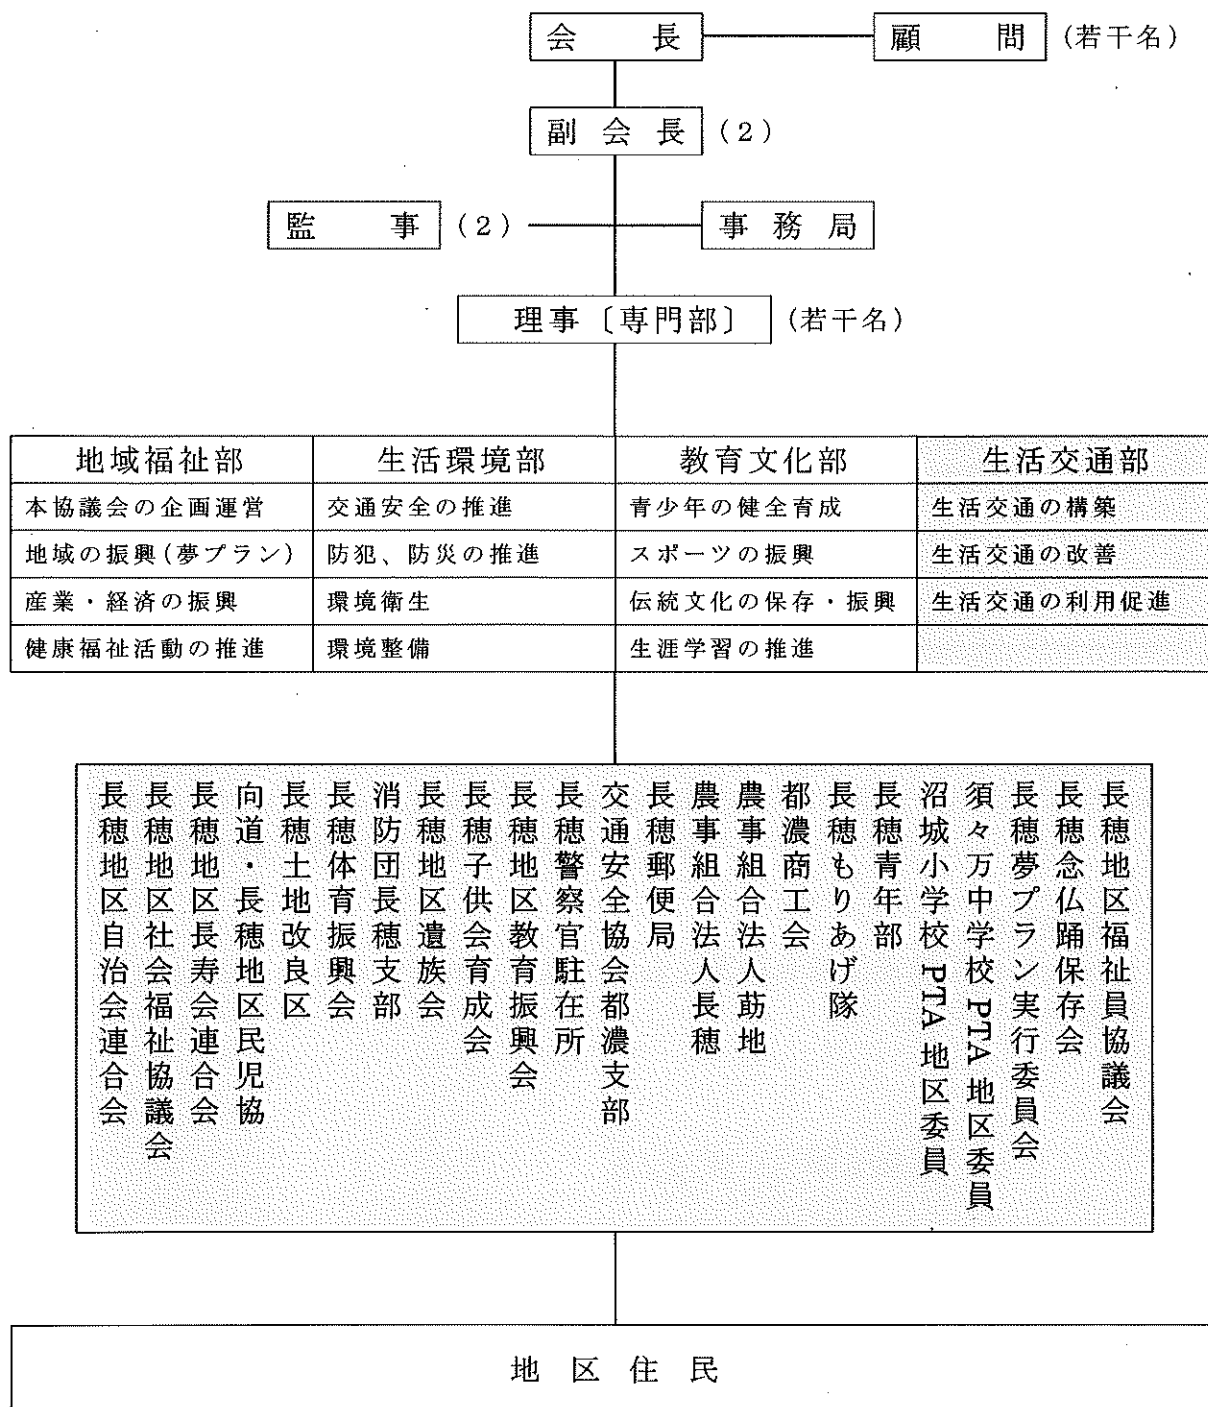 会長 顧問 (若干名)
副会長 (2)
監事 (2) 事務局
理事〔専門部〕 (若干名)
地域福祉部 生活環境部 教育文化部 生活交通部
本協議会の企画運営 交通安全の推進 青少年の健全育成 生活交通の構築
地域の振興(夢プラン) 防犯、防災の推進 スポーツの振興 生活交通の改善
産業・経済の振興 環境衛生 伝統文化の保存・振興 生活交通の利用促進
健康福祉活動の推進 環境整備 生涯学習の推進
長穂地区福祉員協議会
長穂念仏踊保存会
長穂夢プラン実行委員会
須々万中学校PTA地区委員
沼城小学校PTA地区委員
長穂青年部
長穂もりあげ隊
都濃商工会
農事組合法人莇地
農事組合法人長穂
長穂郵便局
交通安全協会都濃支部
長穂警察官駐在所
長穂地区教育振興会
長穂子供会育成会
長穂地区遺族会
消防団長穂支部
長穂体育振興会
長穂土地改良区
向道・長穂地区民児協
長穂地区長寿会連合会
長穂地区社会福祉協議会
長穂地区自治会連合会
地区住民